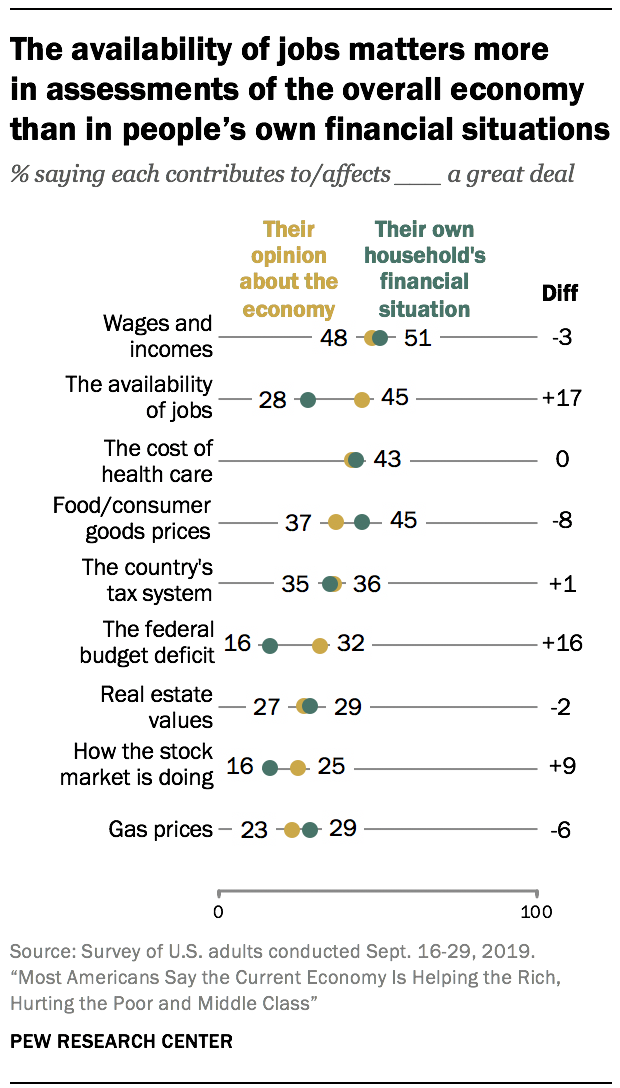 The availability of jobs matters more
in assessments of the overall economy
than in people's own financial situations
% saying each contributes to/affects ___ a great deal
Their
opinion
about the
economy
Their own
household's
financial
situation
Diff
Wages and
incomes
48 51 -3
The availability
of jobs
28 45 +17
The cost of
health care
43 0
Food/consumer
goods prices
37 45 -8
The country's
tax system
35 36 +1
The federal
budget deficit
16 32 +16
Real estate
values
27 29 -2
How the stock
market is doing
16 25 +9
Gas prices 23 29 -6
0 100
Source: Survey of U.S. adults conducted Sept. 16-29, 2019.
“Most Americans Say the Current Economy Is Helping the Rich,
Hurting the Poor and Middle Class”
PEW RESEARCH CENTER